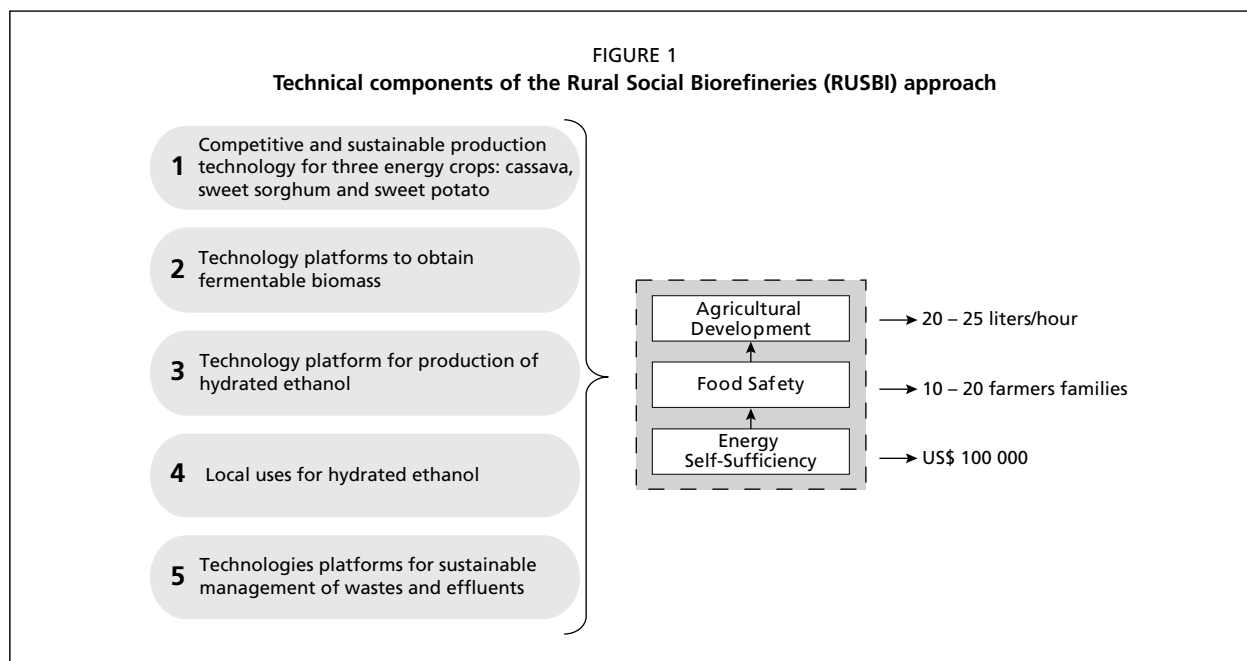 FIGURE 1
Technical components of the Rural Social Biorefineries (RUSBI) approach
1 Competitive and sustainable production
technology for three energy crops: cassava,
sweet sorghum and sweet potato
2 Technology platforms to obtain
fermentable biomass
3 Technology platform for production of
hydrated ethanol
4 Local uses for hydrated ethanol
5 Technologies platforms for sustainable
management of wastes and effluents
Agricultural
Development
20 – 25 liters/hour
Food Safety
10 – 20 farmers families
Energy
Self-Sufficiency
US$ 100 000